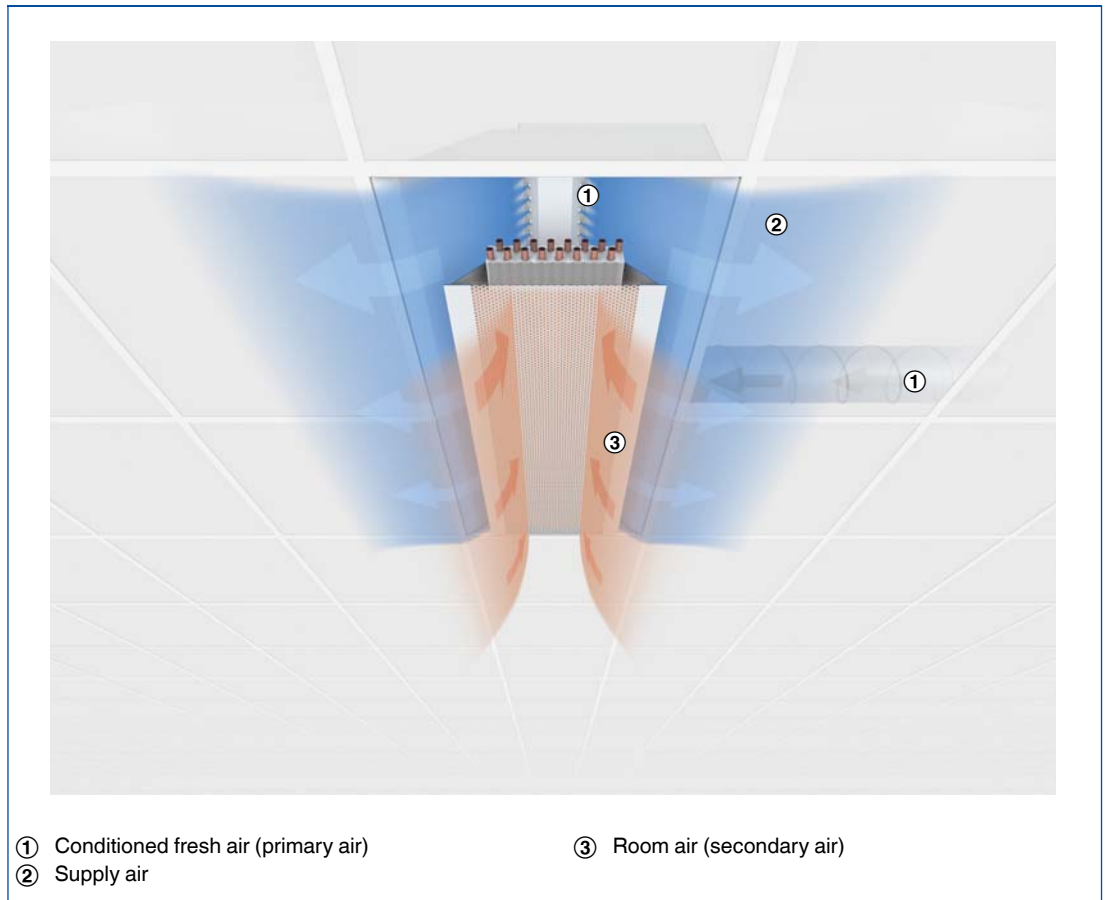 ①
②
①
③
① Conditioned fresh air (primary air)
② Supply air
③ Room air (secondary air)